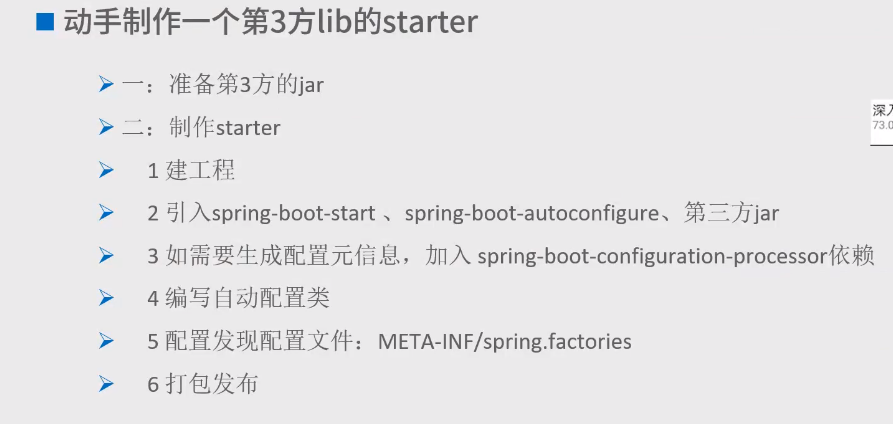 动手制作一个第3方lib的starter
一：准备第3方的jar
二：制作starter
1 建工程
2 引入spring-boot-start 、spring-boot-autoconfigure、第三方jar
3 如需要生成配置元信息，加入 spring-boot-configuration-processor依赖
4 编写自动配置类
5 配置发现配置文件：META-INF/spring.factories
6 打包发布
深入
73.0